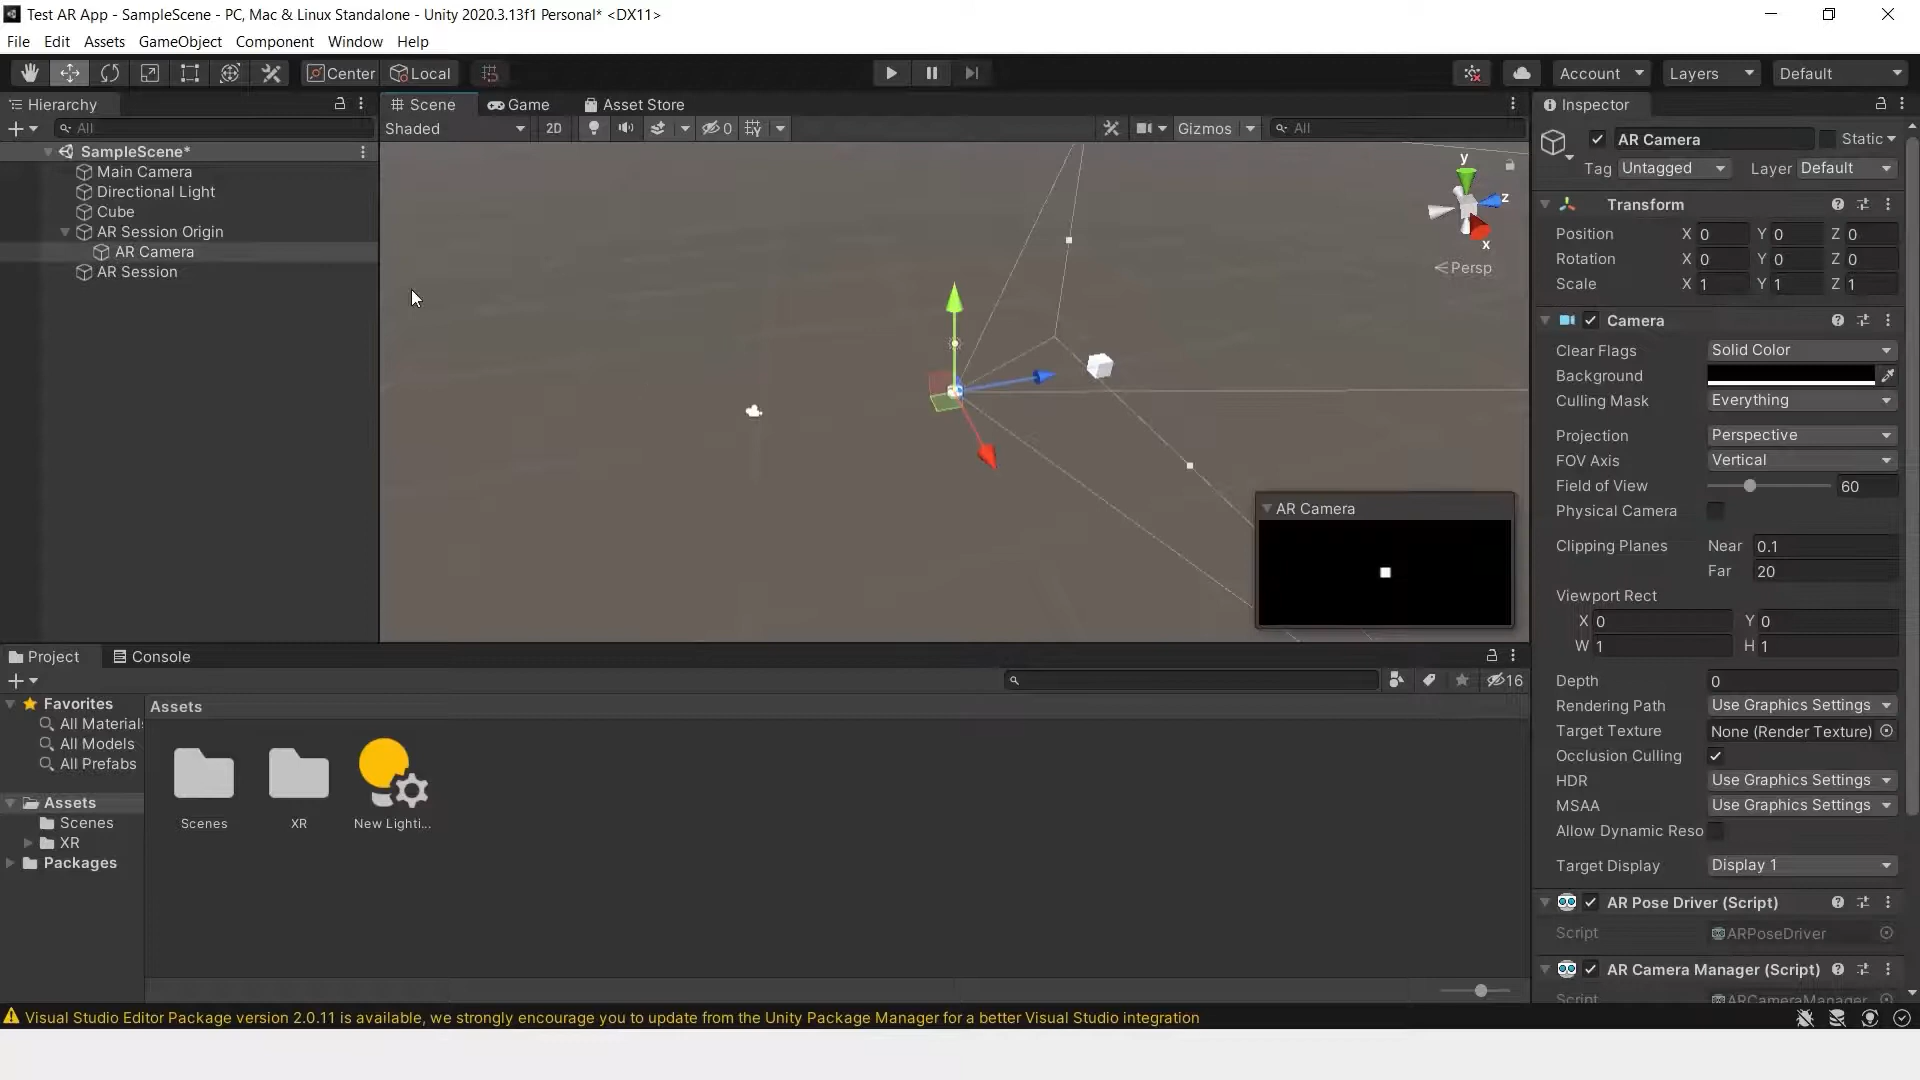 Test AR App - SampleScene - PC, Mac & Linux Standalone - Unity 2020.3.13f1 Personal* <DX11>
File Edit Assets GameObject Component Window Help
Center Local Account Layers Default
Hierarchy
All
SampleScene*
Main Camera
Directional Light
Cube
AR Session Origin
AR Camera
AR Session
Scene Game Asset Store
Shaded 2D 0 Gizmos All
y
z
x
Persp
AR Camera
Inspector
AR Camera Static
Tag Untagged Layer Default
Transform
Position X 0 Y 0 Z 0
Rotation X 0 Y 0 Z 0
Scale X 1 Y 1 Z 1
Camera
Clear Flags Solid Color
Background
Culling Mask Everything
Projection Perspective
FOV Axis Vertical
Field of View 60
Physical Camera
Clipping Planes Near 0.1
Far 20
Viewport Rect
X 0 Y 0
W 1 H 1
Depth 0
Rendering Path Use Graphics Settings
Target Texture None (Render Texture)
Occlusion Culling
HDR Use Graphics Settings
MSAA Use Graphics Settings
Allow Dynamic Reso
Target Display Display 1
AR Pose Driver (Script)
Script ARPoseDriver
AR Camera Manager (Script)
Script ARCameraManager
Project Console
16
Favorites
All Materials
All Models
All Prefabs
Assets
Scenes
XR
Packages
Assets
Scenes XR New Lighti...
Visual Studio Editor Package version 2.0.11 is available, we strongly encourage you to update from the Unity Package Manager for a better Visual Studio integration